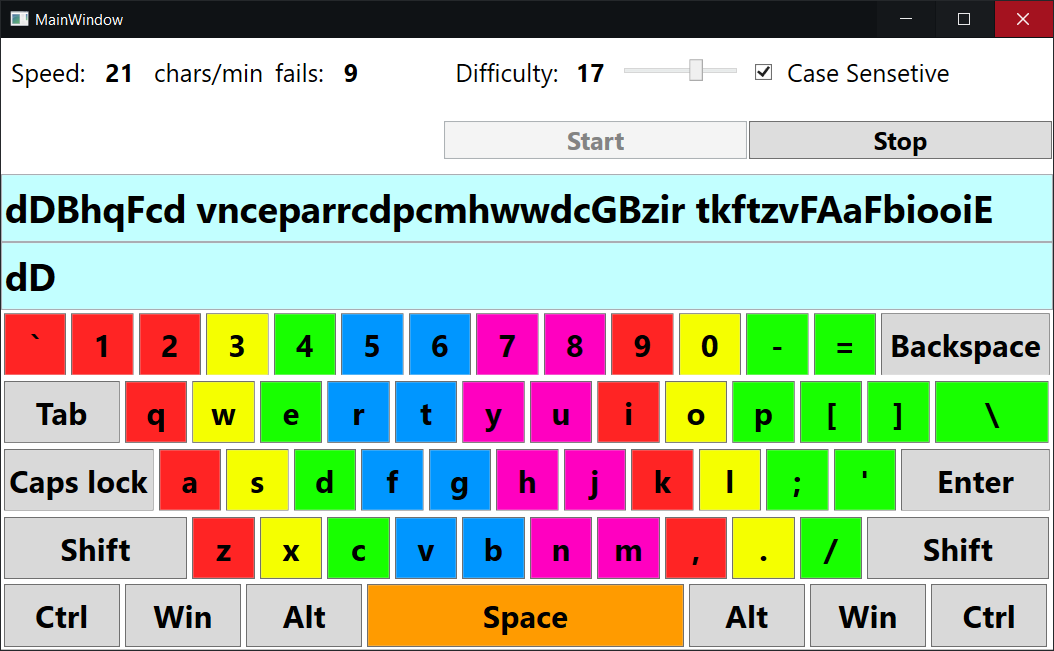 MainWindow
Speed: 21 chars/min fails: 9 Difficulty: 17 Case Sensetive
Start Stop
dDBhqFcd vnceparrcdpcmhwwdcGBzir tkftzvFAaFbiooiE
dD
` 1 2 3 4 5 6 7 8 9 0 - = Backspace
Tab q w e r t y u i o p [ ] \
Caps lock a s d f g h j k l ; ' Enter
Shift z x c v b n m , . / Shift
Ctrl Win Alt Space Alt Win Ctrl